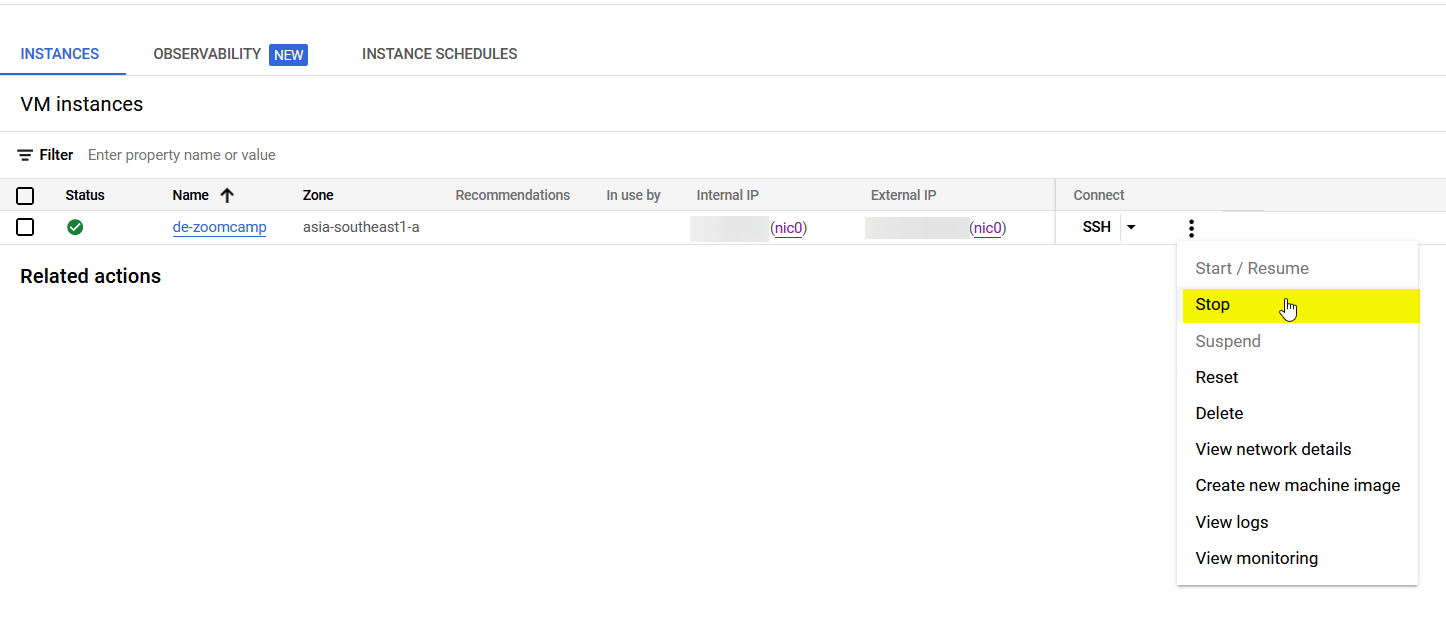 INSTANCES OBSERVABILITY NEW INSTANCE SCHEDULES
VM instances
Filter Enter property name or value
Status Name Zone Recommendations In use by Internal IP External IP Connect
de-zoomcamp asia-southeast1-a (nic0) (nic0) SSH
Related actions
Start / Resume
Stop
Suspend
Reset
Delete
View network details
Create new machine image
View logs
View monitoring